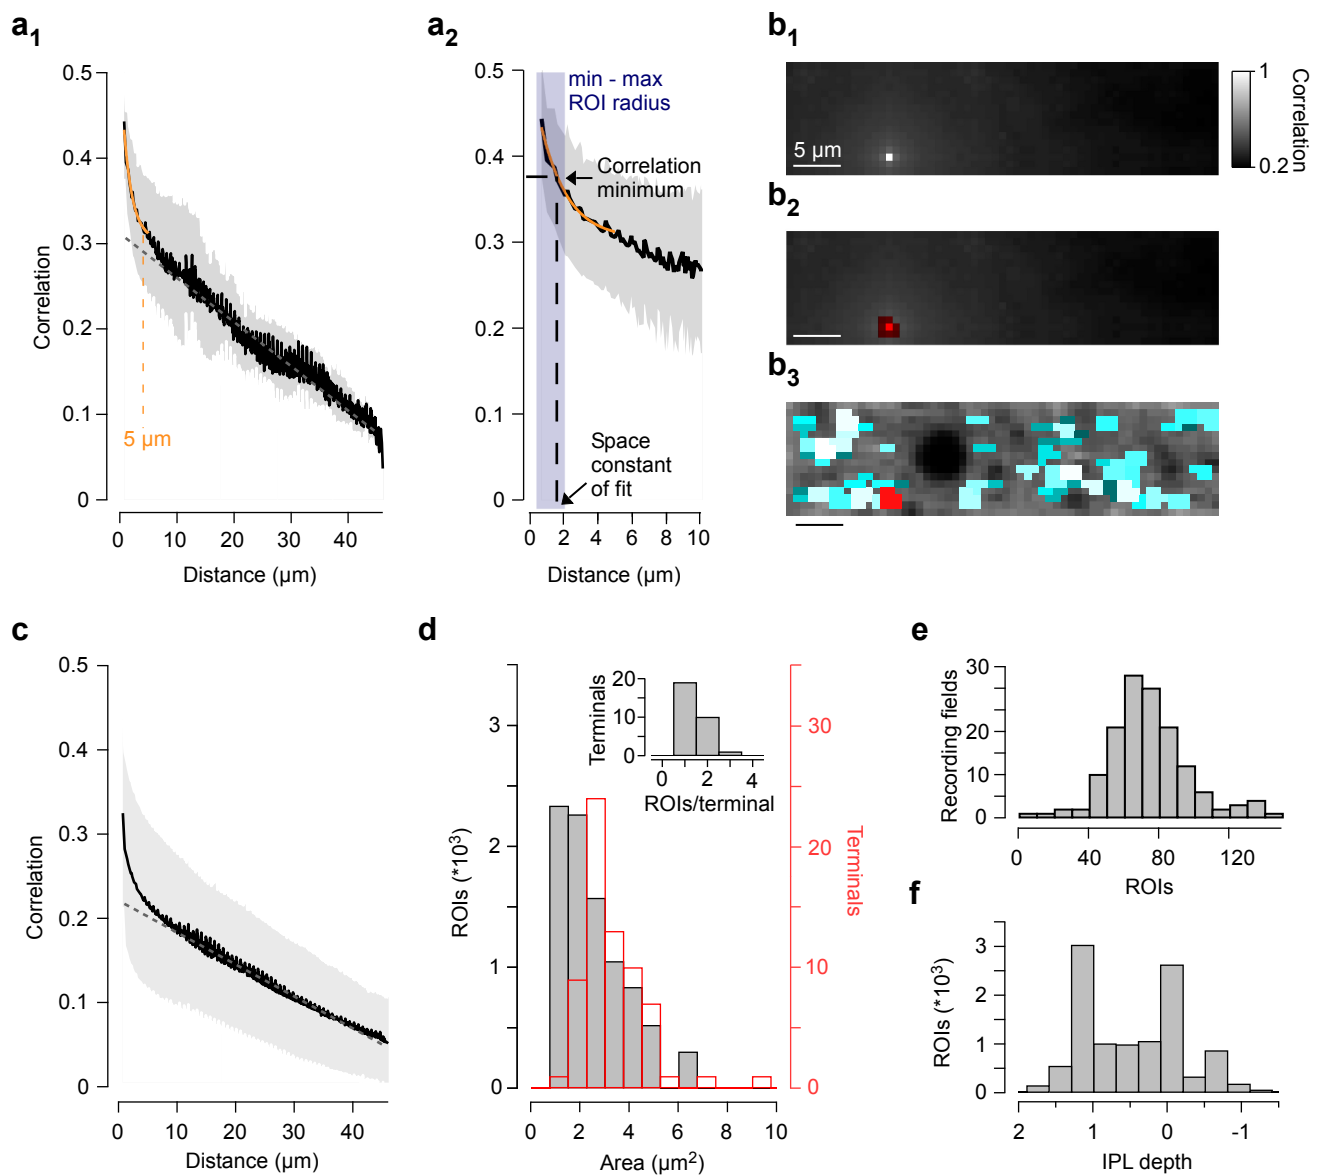 a1
0.5
0.4
0.3
0.2
0.1
0
Correlation
5 µm
0 10 20 30 40
Distance (µm)
a2
0.5
0.4
0.3
0.2
0.1
0
min - max
ROI radius
Correlation
minimum
Space
constant
of fit
0 2 4 6 8 10
Distance (µm)
b1
5 µm
1
0.2
Correlation
b2
b3
c
0.5
0.4
0.3
0.2
0.1
0
Correlation
0 10 20 30 40
Distance (µm)
d
3
2
1
0
ROIs (*10³)
20
10
0
Terminals
0 2 4
ROIs/terminal
30
20
10
0
Terminals
0 2 4 6 8 10
Area (µm²)
e
30
20
10
0
Recording fields
0 40 80 120
ROIs
f
3
2
1
0
ROIs (*10³)
2 1 0 -1
IPL depth